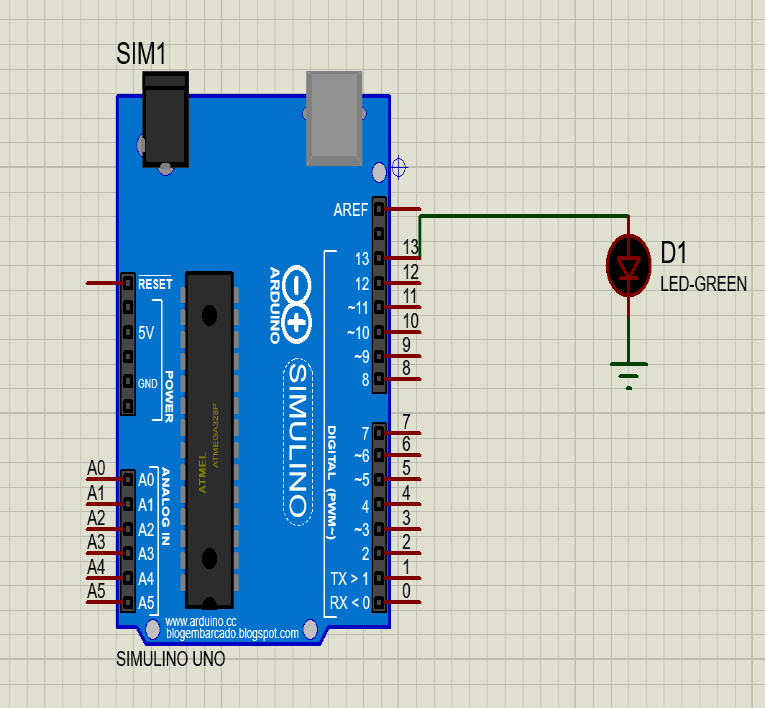 SIM1
AREF
13 13
12 12
~11 11
~10 10
~9 9
8 8
RESET
5V
GND
POWER
ARDUINO
SIMULINO
ATMEL
ATMEGA328P
DIGITAL (PWM~)
7 7
~6 6
~5 5
4 4
~3 3
2 2
TX > 1 1
RX < 0 0
ANALOG IN
A0 A0
A1 A1
A2 A2
A3 A3
A4 A4
A5 A5
www.arduino.cc
blogembarcado.blogspot.com
SIMULINO UNO
D1
LED-GREEN